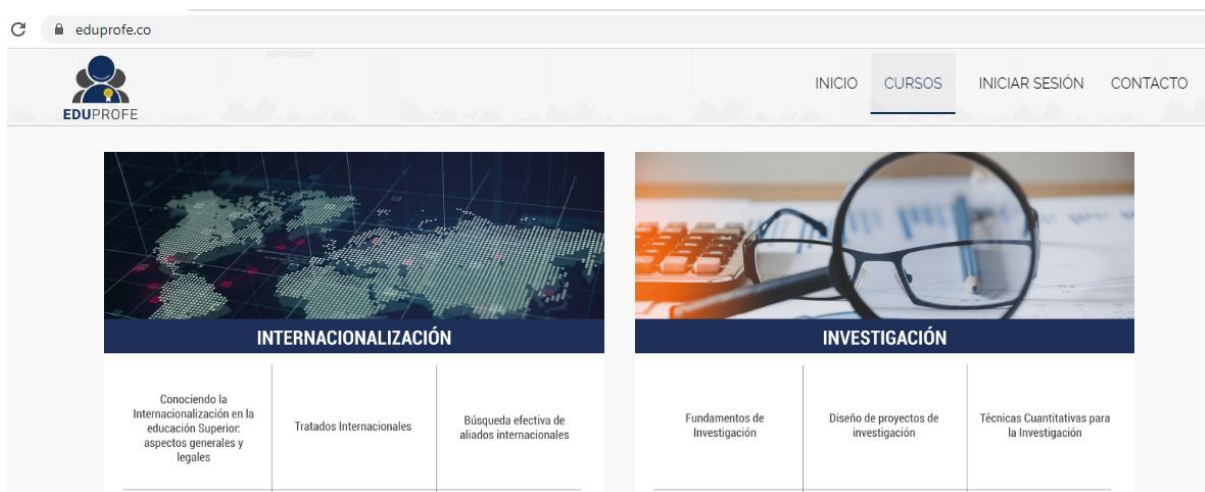 eduprofe.co
EDUPROFE
INICIO
CURSOS
INICIAR SESIÓN
CONTACTO
INTERNACIONALIZACIÓN
Conociendo la
Internacionalización en la
educación Superior:
aspectos generales y
legales
Tratados Internacionales
Búsqueda efectiva de
aliados internacionales
INVESTIGACIÓN
Fundamentos de
Investigación
Diseño de proyectos de
investigación
Técnicas Cuantitativas para
la Investigación